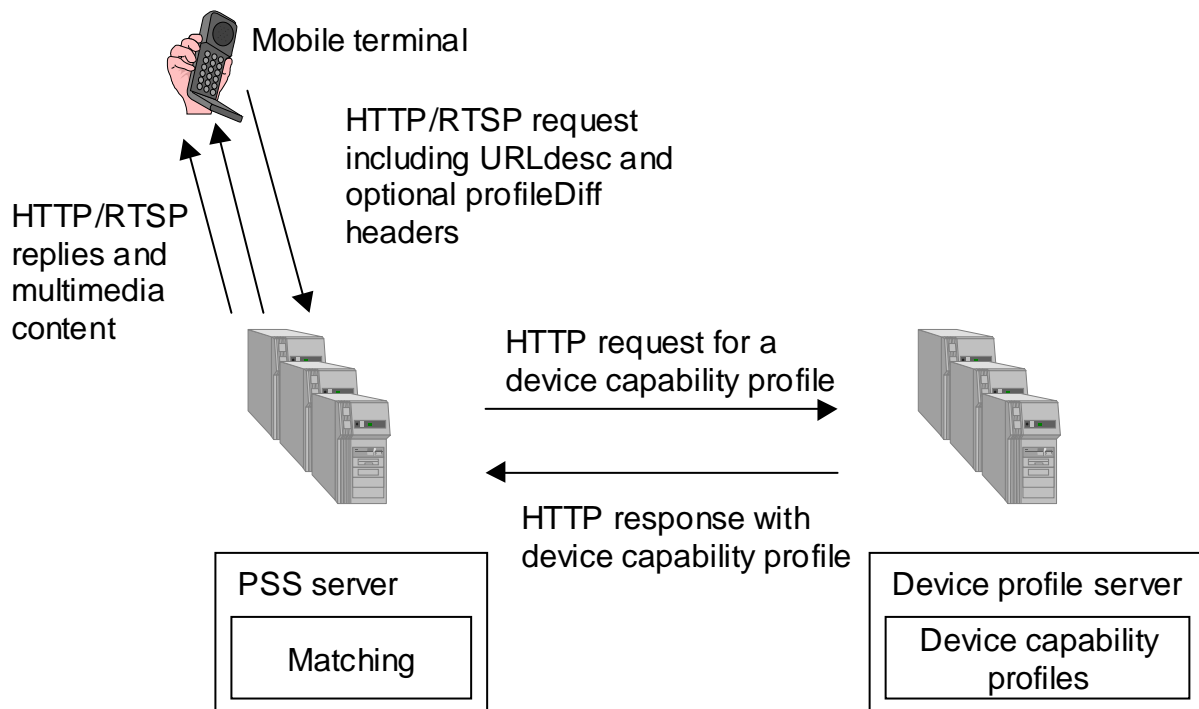 Mobile terminal
HTTP/RTSP request
including URLdesc and
optional profileDiff
headers
HTTP/RTSP
replies and
multimedia
content
HTTP request for a
device capability profile
HTTP response with
device capability profile
PSS server
Matching
Device profile server
Device capability
profiles